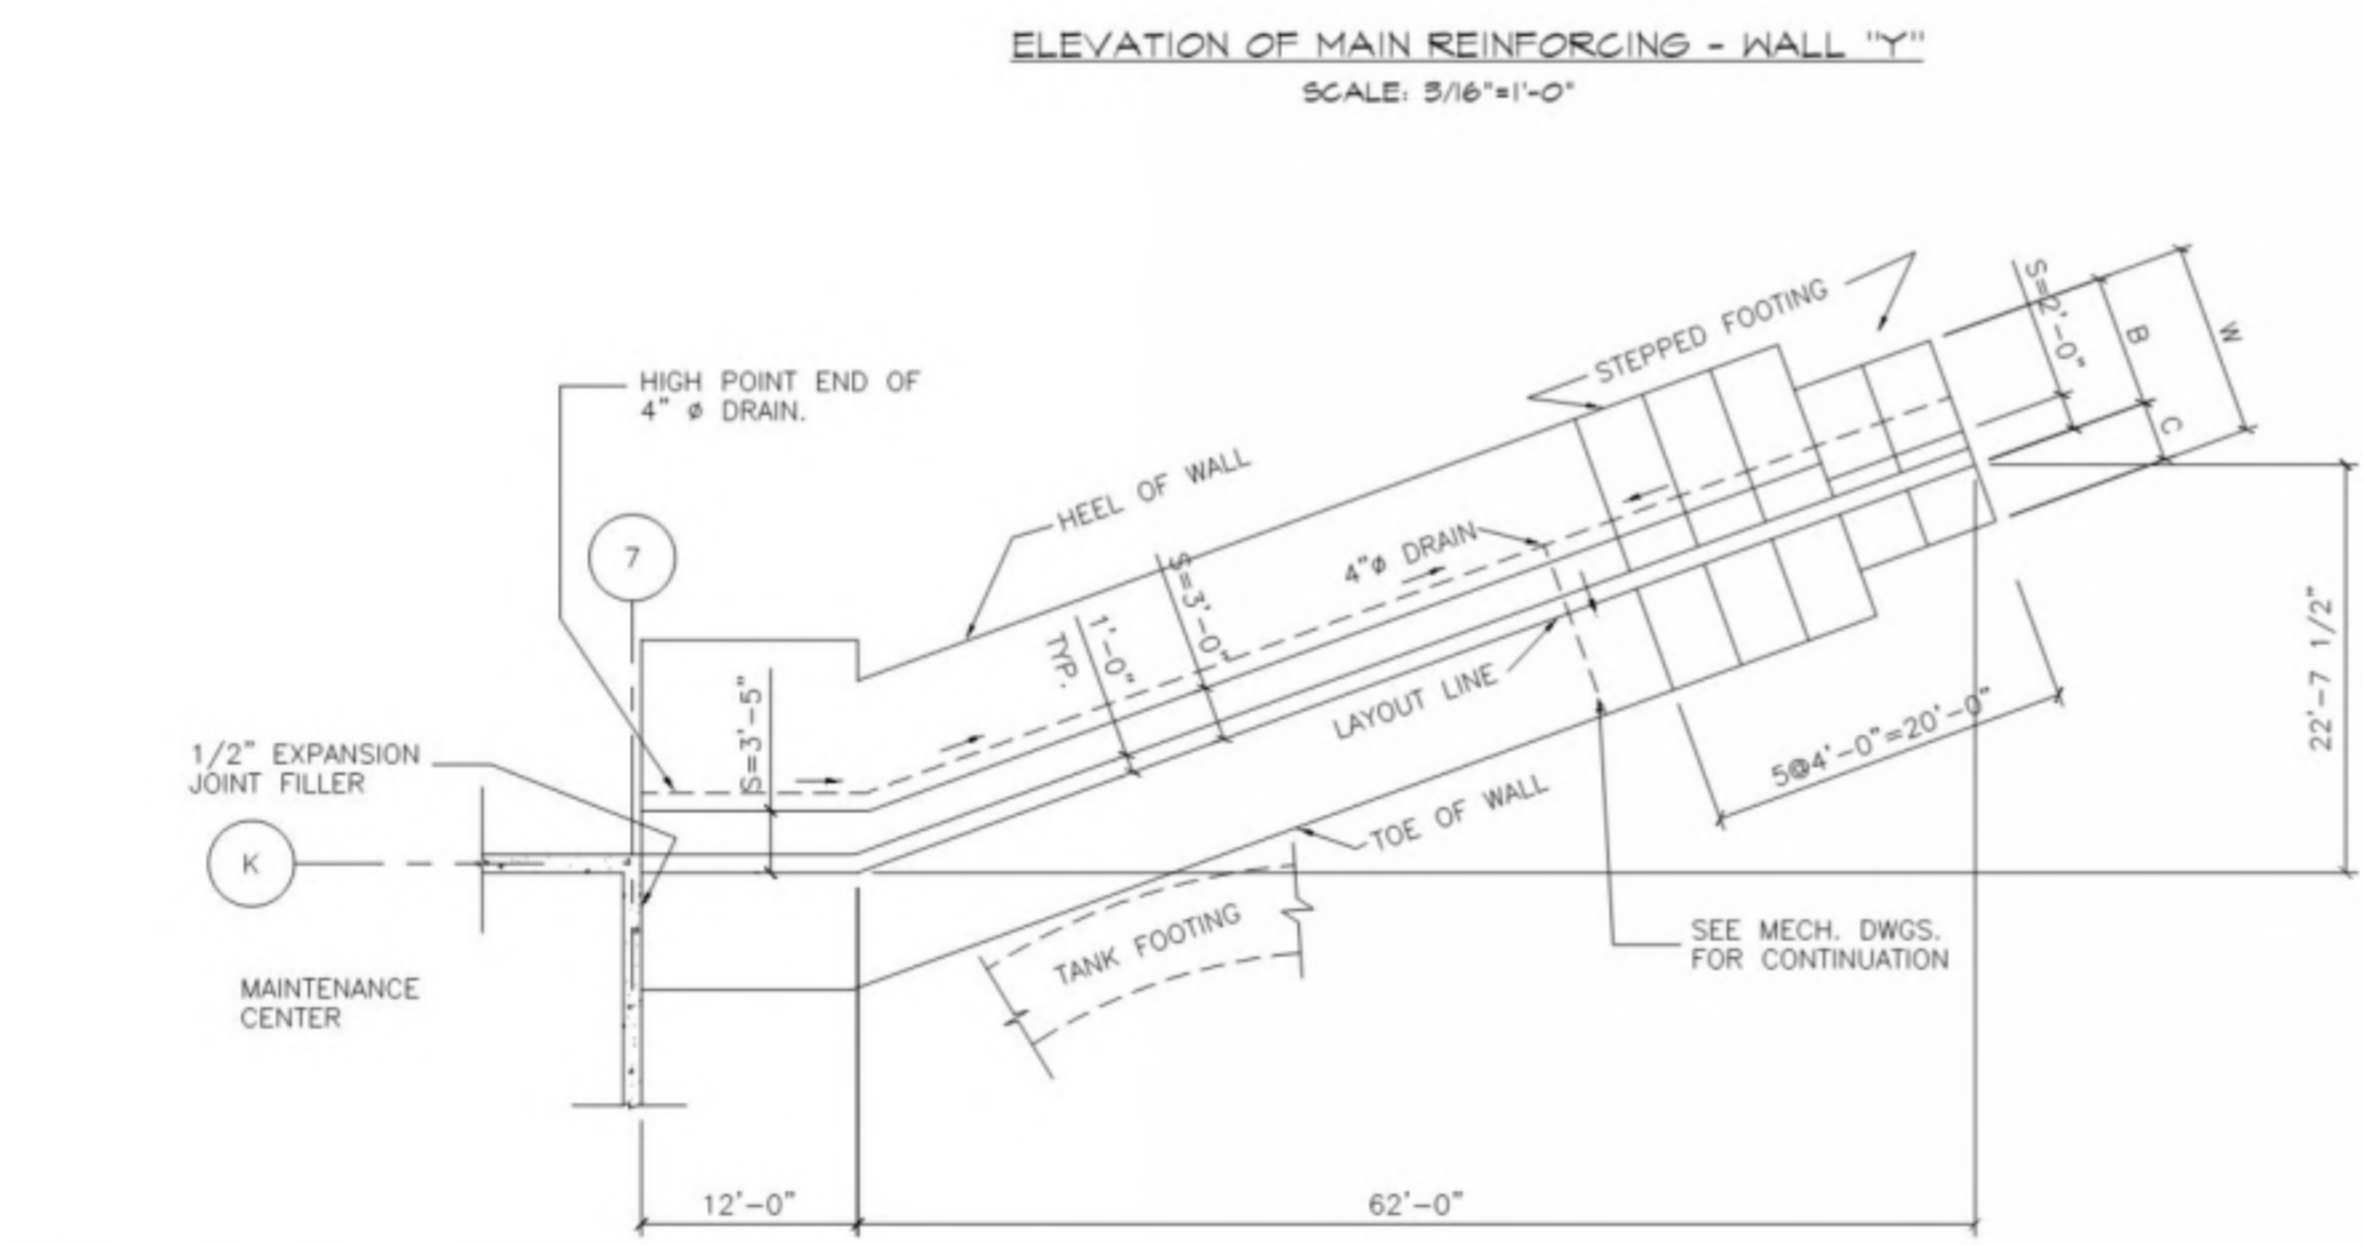 ELEVATION OF MAIN REINFORCING - WALL "Y"
SCALE: 3/16"=1'-0"
HIGH POINT END OF
4" ø DRAIN.
7
1/2" EXPANSION
JOINT FILLER
K
MAINTENANCE
CENTER
S=3'-5"
HEEL OF WALL
TYP.
1'-0"
S=3'-0"
4"ø DRAIN
LAYOUT LINE
STEPPED FOOTING
S=2'-0"
B
W
C
TOE OF WALL
TANK FOOTING
5@4'-0"=20'-0"
22'-7 1/2"
SEE MECH. DWGS.
FOR CONTINUATION
12'-0"
62'-0"